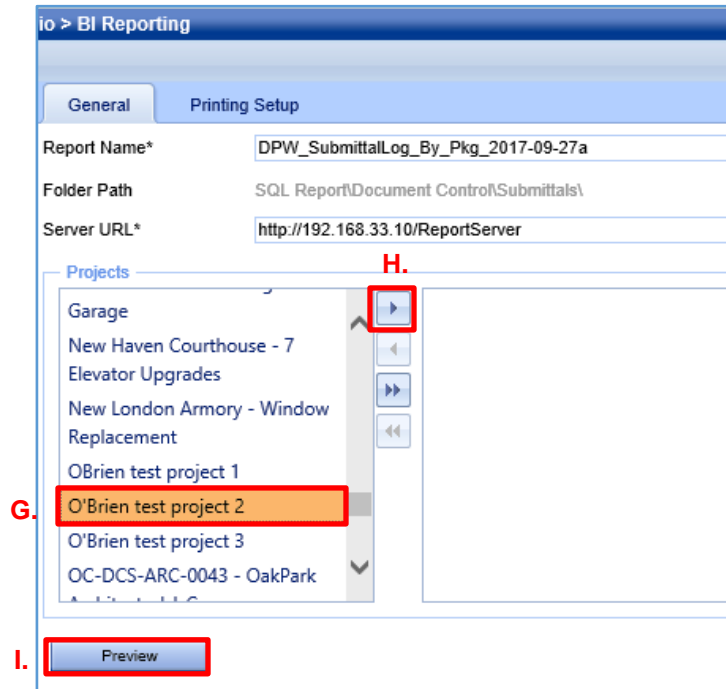 io > BI Reporting
General Printing Setup
Report Name* DPW_SubmittalLog_By_Pkg_2017-09-27a
Folder Path SQL Report\Document Control\Submittals\
Server URL* http://192.168.33.10/ReportServer
Projects
H.
Garage
New Haven Courthouse - 7
Elevator Upgrades
New London Armory - Window
Replacement
OBrien test project 1
G. O'Brien test project 2
O'Brien test project 3
OC-DCS-ARC-0043 - OakPark
I. Preview